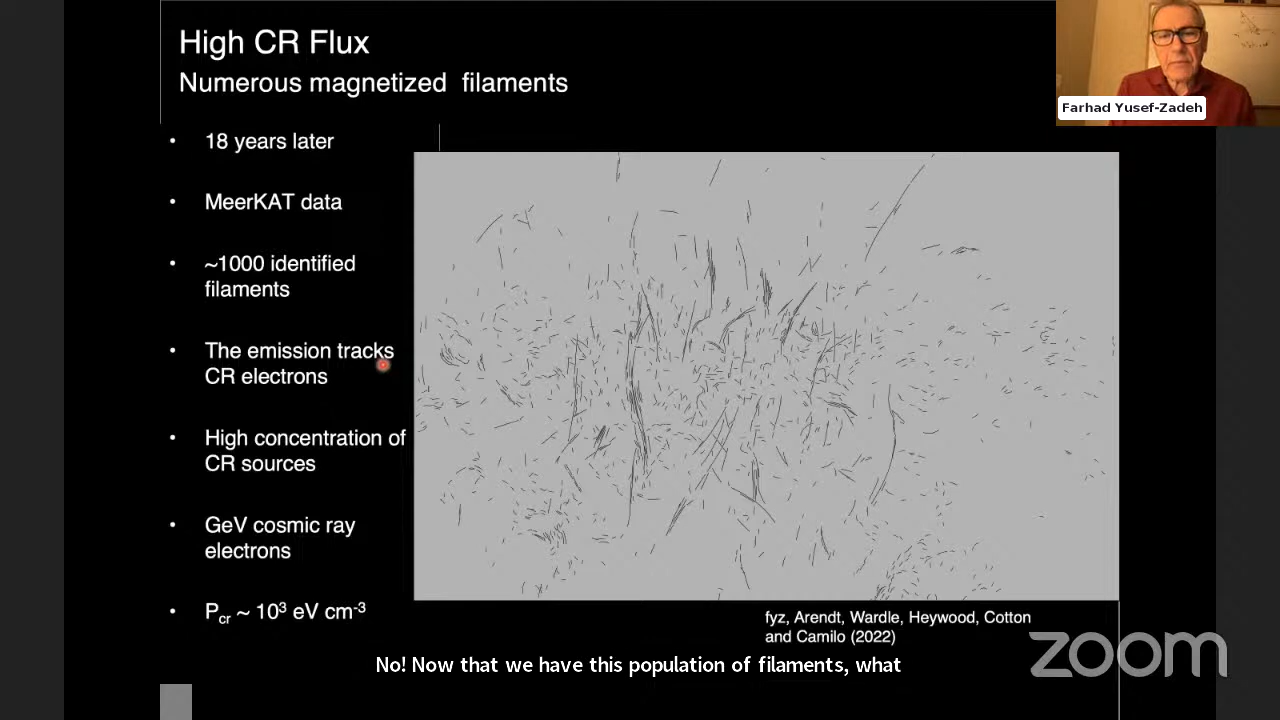 High CR Flux
Numerous magnetized filaments
Farhad Yusef-Zadeh
• 18 years later
• MeerKAT data
• ~1000 identified
filaments
• The emission tracks
CR electrons
• High concentration of
CR sources
• GeV cosmic ray
electrons
• Pcr ~ 10³ eV cm⁻³
fyz, Arendt, Wardle, Heywood, Cotton
and Camilo (2022)
No! Now that we have this population of filaments, what
zoom